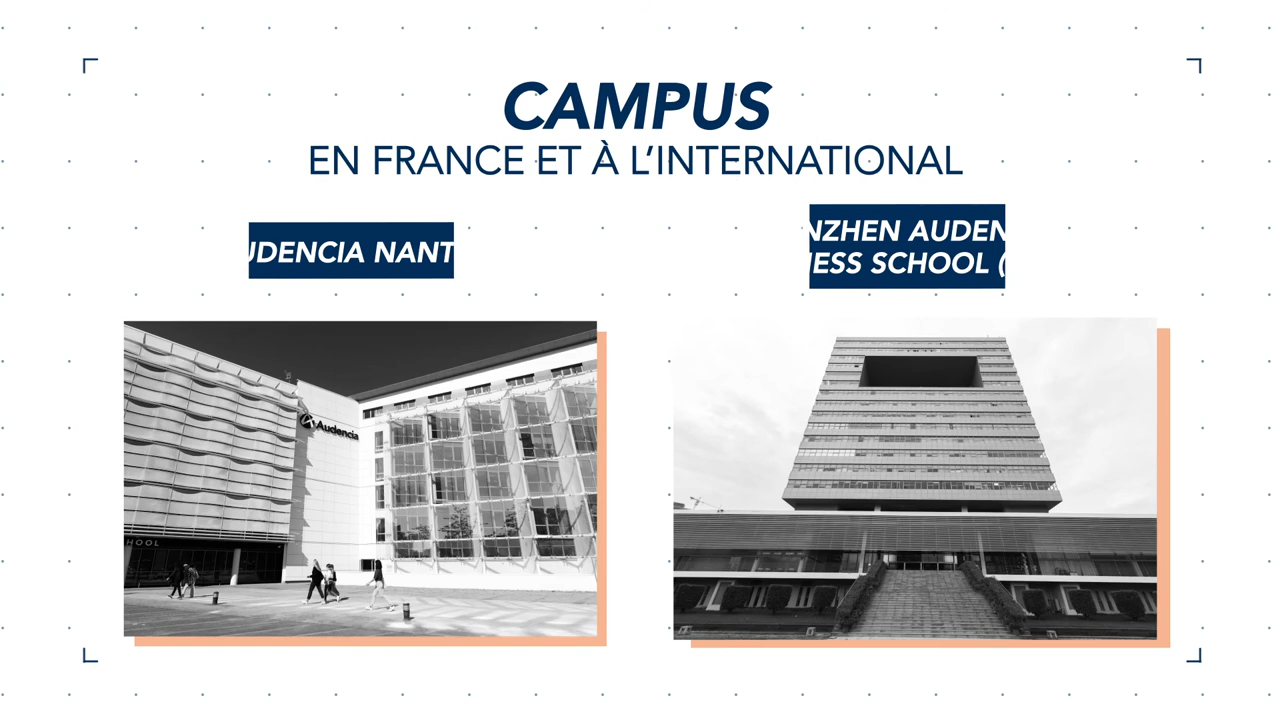 CAMPUS
EN FRANCE ET À L'INTERNATIONAL
UDENCIA NANT
NZHEN AUDEN
IESS SCHOOL (
Audencia
HOOL